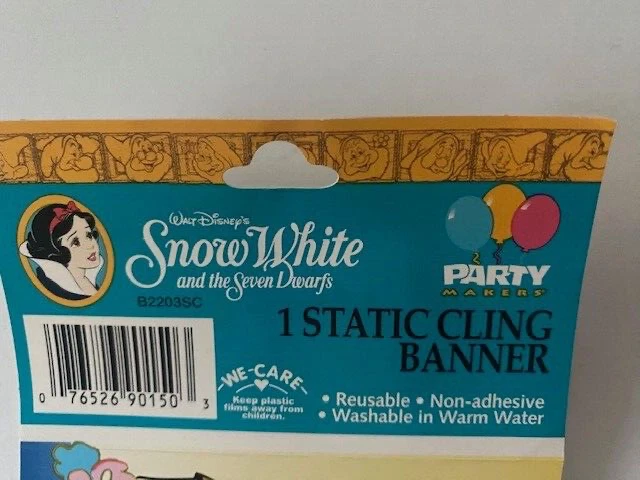 Walt Disney's
Snow White
and the Seven Dwarfs
B2203SC
PARTY
MAKERS
1 STATIC CLING
BANNER
WE-CARE
Keep plastic
films away from
children.
• Reusable • Non-adhesive
• Washable in Warm Water
0 76526 90150 3